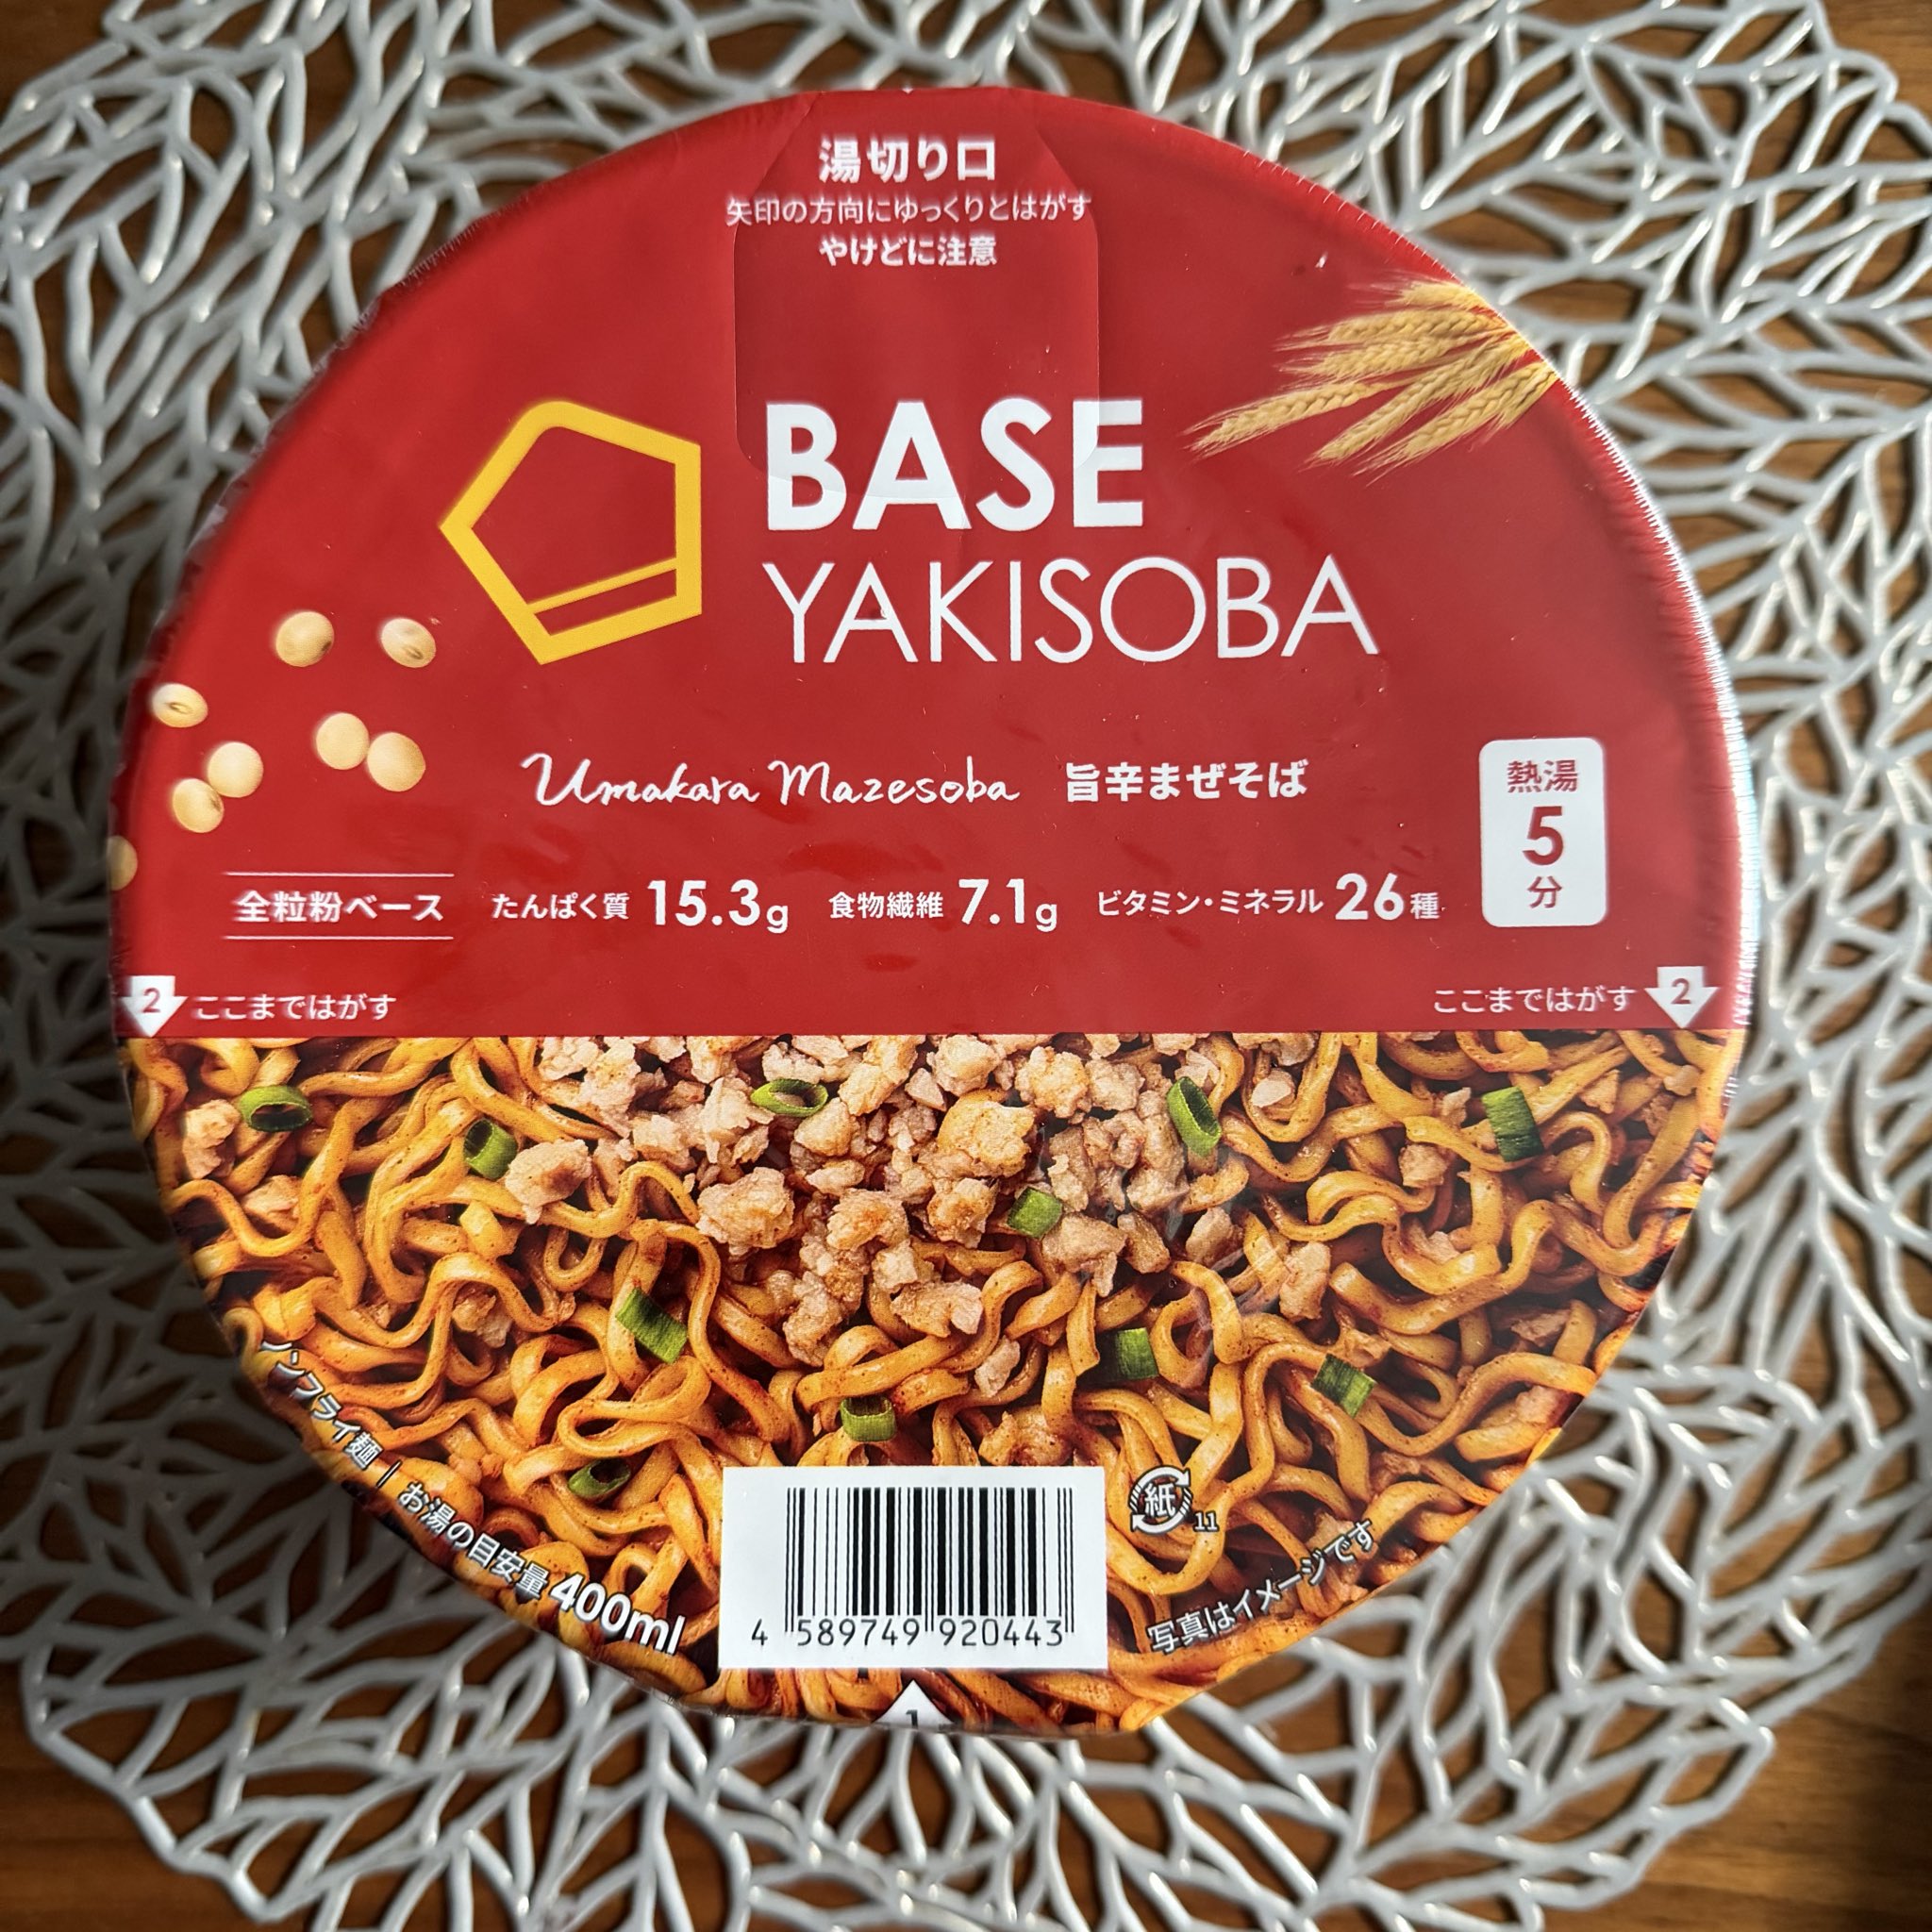 湯切り口
矢印の方向にゆっくりとはがす
やけどに注意
BASE
YAKISOBA
Umakara Mazesoba 旨辛まぜそば
熱湯
5
分
全粒粉ベース たんぱく質 15.3g 食物繊維 7.1g ビタミン・ミネラル 26種
2 ここまではがす
ここまではがす 2
ノンフライ麺 | お湯の目安量 400ml
紙 11
写真はイメージです
4 589749 920443
1